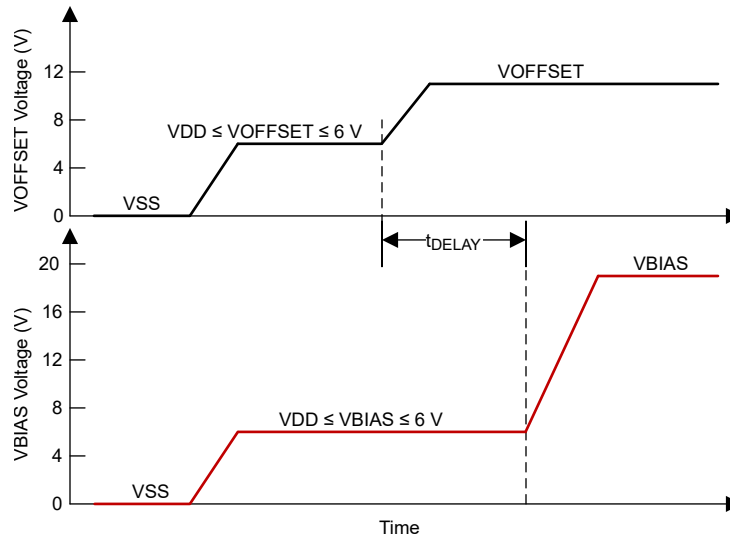 VOFFSET Voltage (V)
12
8
4
0
VSS
VDD ≤ VOFFSET ≤ 6 V
VOFFSET
tDELAY
VBIAS Voltage (V)
20
16
12
8
4
0
VSS
VDD ≤ VBIAS ≤ 6 V
VBIAS
Time